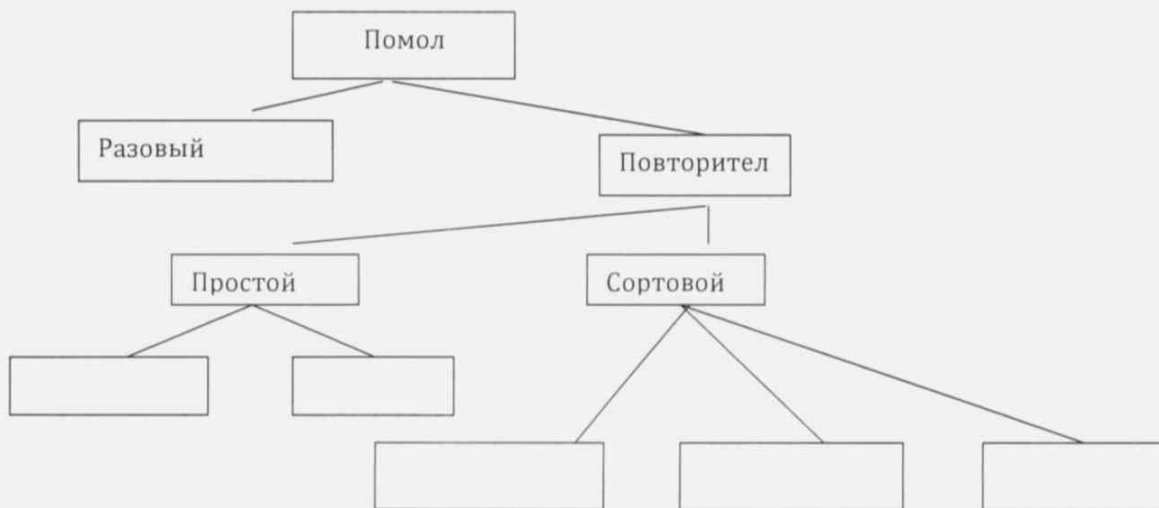 Помол
Разовый
Повторител
Простой
Сортовой